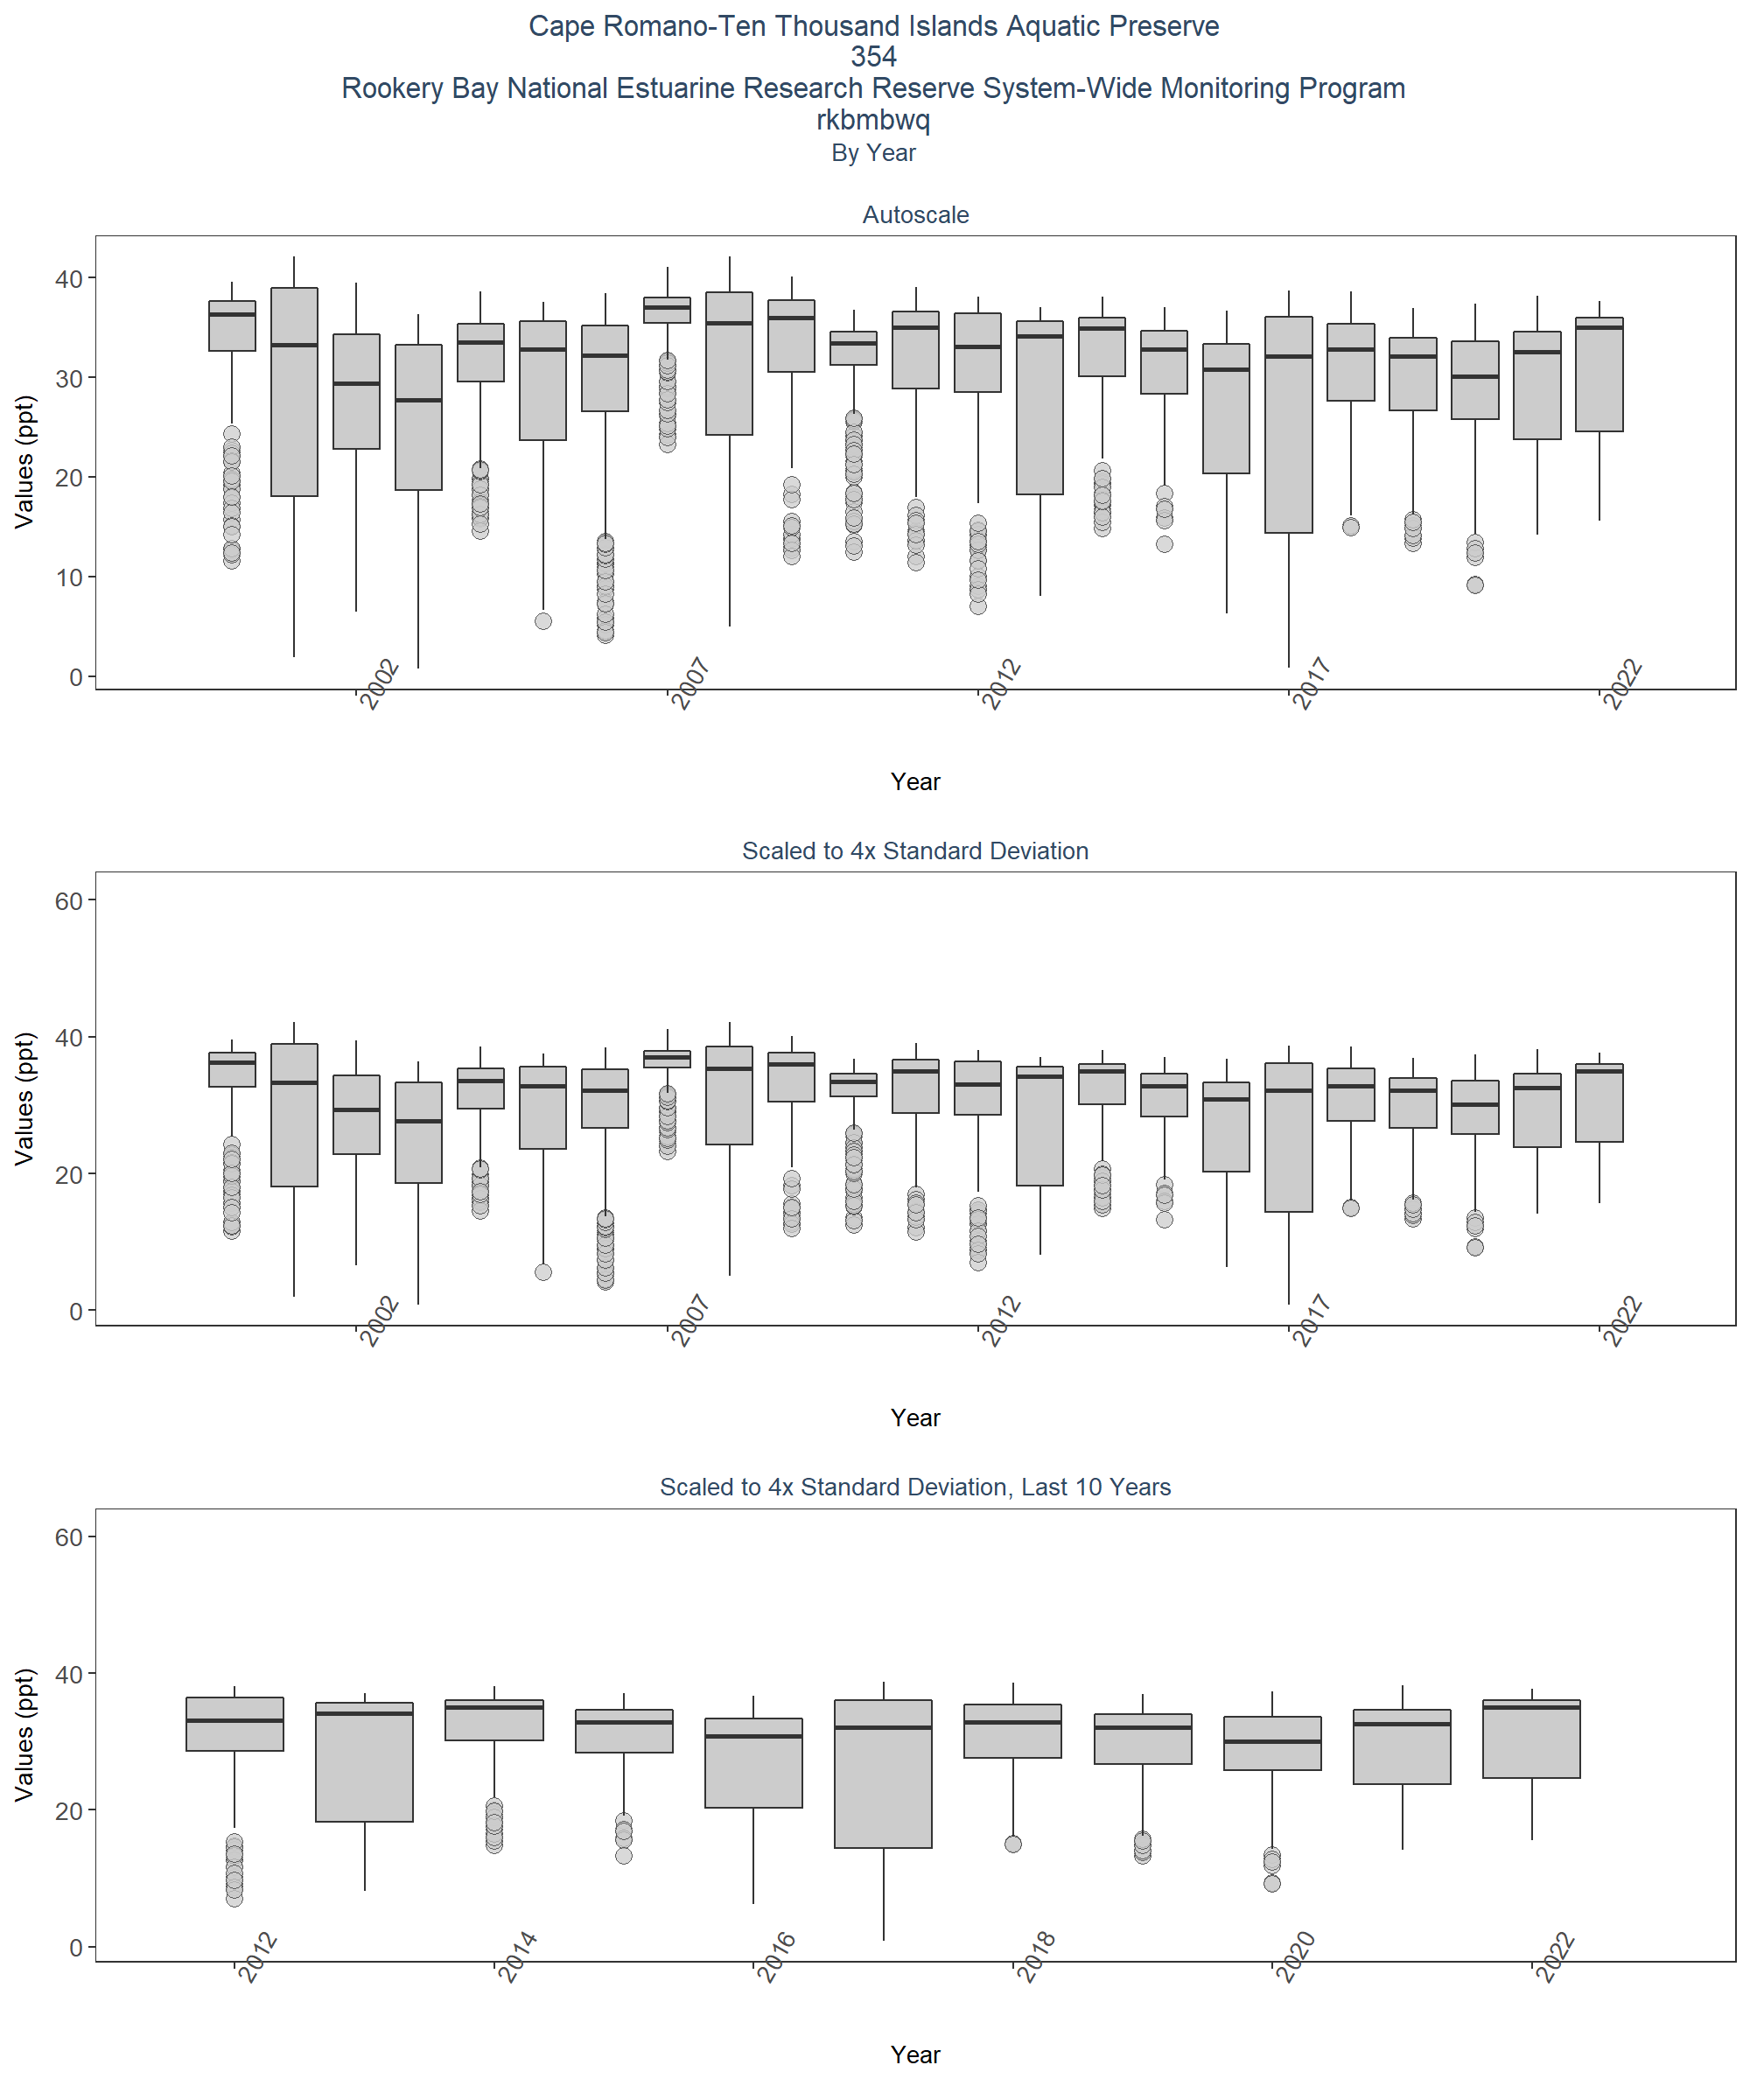 Cape Romano-Ten Thousand Islands Aquatic Preserve
354
Rookery Bay National Estuarine Research Reserve System-Wide Monitoring Program
rkbmbwq
By Year
Autoscale
Values (ppt)
40
30
20
10
0
2002 2007 2012 2017 2022
Year
Scaled to 4x Standard Deviation
Values (ppt)
60
40
20
0
2002 2007 2012 2017 2022
Year
Scaled to 4x Standard Deviation, Last 10 Years
Values (ppt)
60
40
20
0
2012 2014 2016 2018 2020 2022
Year